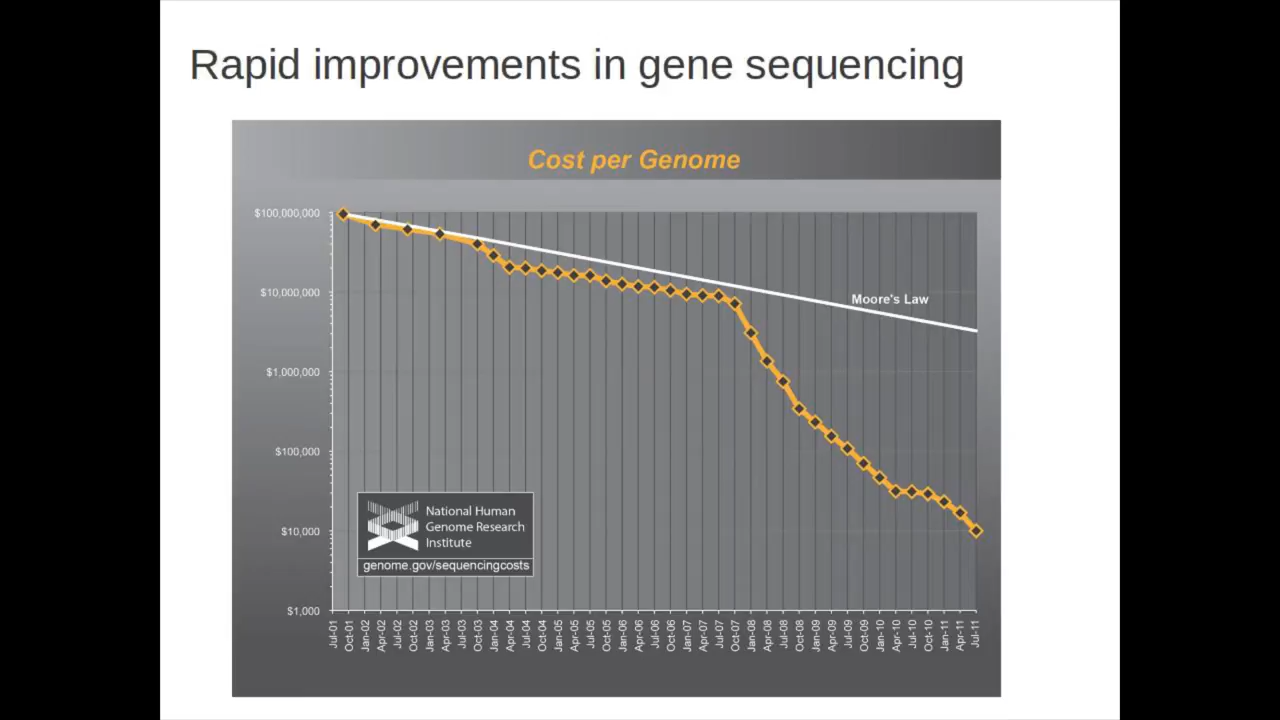 Rapid improvements in gene sequencing
Cost per Genome
$100,000,000
$10,000,000
$1,000,000
$100,000
$10,000
$1,000
Moore's Law
National Human
Genome Research
Institute
genome.gov/sequencingcosts
Jul-01
Oct-01
Jan-02
Apr-02
Jul-02
Oct-02
Jan-03
Apr-03
Jul-03
Oct-03
Jan-04
Apr-04
Jul-04
Oct-04
Jan-05
Apr-05
Jul-05
Oct-05
Jan-06
Apr-06
Jul-06
Oct-06
Jan-07
Apr-07
Jul-07
Oct-07
Jan-08
Apr-08
Jul-08
Oct-08
Jan-09
Apr-09
Jul-09
Oct-09
Jan-10
Apr-10
Jul-10
Oct-10
Jan-11
Apr-11
Jul-11